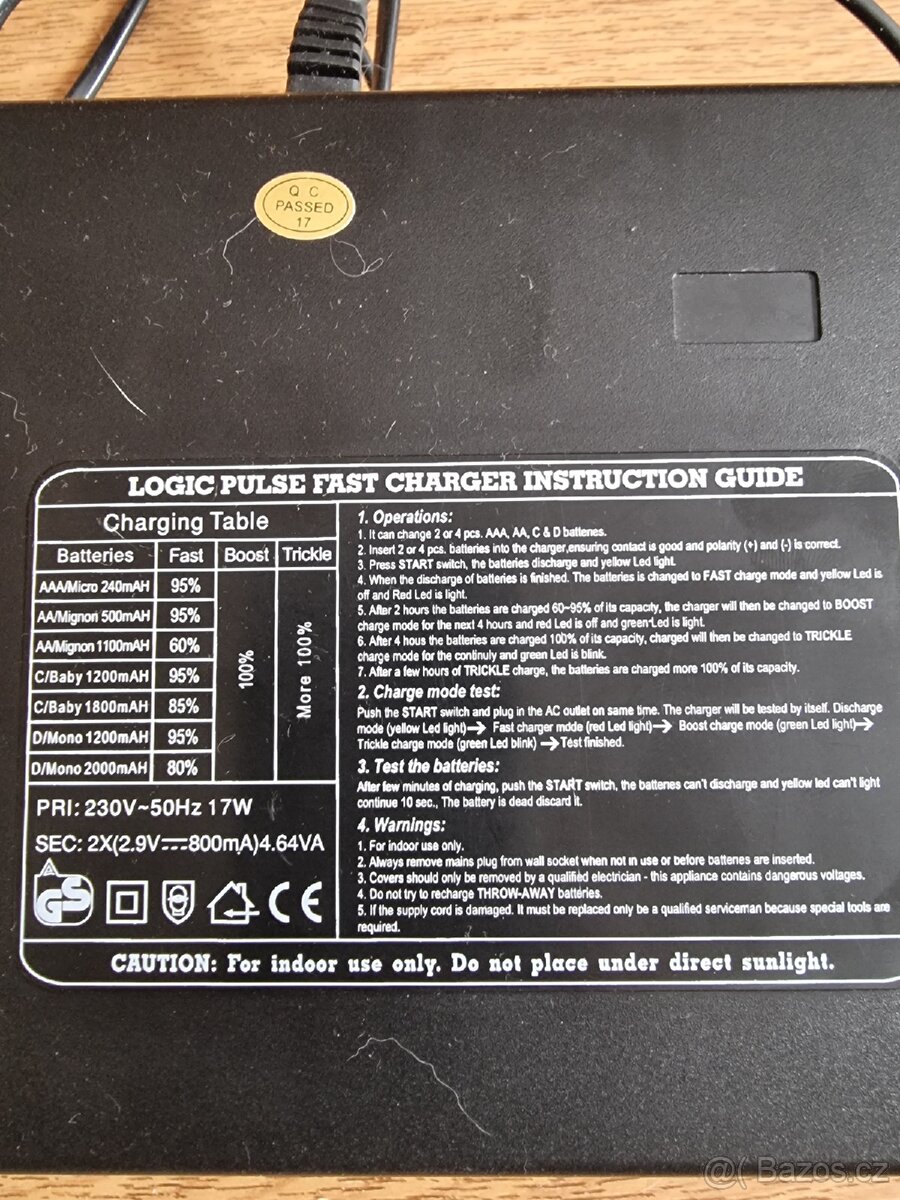 Q C
PASSED
17
LOGIC PULSE FAST CHARGER INSTRUCTION GUIDE
Charging Table
Batteries Fast Boost Trickle
AAA/Micro 240mAH 95%
AA/Mignon 500mAH 95%
AA/Mignon 1100mAH 60%
C/Baby 1200mAH 95%
C/Baby 1800mAH 85%
D/Mono 1200mAH 95%
D/Mono 2000mAH 80%
100%
More 100%
PRI: 230V~50Hz 17W
SEC: 2X(2.9V⎓800mA)4.64VA
GS CE
1. Operations:
1. It can change 2 or 4 pcs. AAA, AA, C & D batteries.
2. Insert 2 or 4 pcs. batteries into the charger,ensuring contact is good and polarity (+) and (-) is correct.
3. Press START switch, the batteries discharge and yellow Led light.
4. When the discharge of batteries is finished. The batteries is changed to FAST charge mode and yellow Led is
off and Red Led is light.
5. After 2 hours the batteries are charged 60~95% of its capacity, the charger will then be changed to BOOST
charge mode for the next 4 hours and red Led is off and green Led is light.
6. After 4 hous the batteries are charged 100% of its capacity, charged will then be changed to TRICKLE
charge mode for the continuly and green Led is blink.
7. After a few hours of TRICKLE charge, the batteries are charged more 100% of its capacity.
2. Charge mode test:
Push the START switch and plug in the AC outlet on same time. The charger will be tested by itself. Discharge
mode (yellow Led light)→ Fast charger mode (red Led light)→ Boost charge mode (green Led light)→
Trickle charge mode (green Led blink) →Test finished.
3. Test the batteries:
After few minutes of charging, push the START switch, the batteries can't discharge and yellow led can't light
continue 10 sec., The battery is dead discard it.
4. Warnings:
1. For indoor use only.
2. Always remove mains plug from wall socket when not in use or before batteries are inserted.
3. Covers should only be removed by a qualified electrician - this appliance contains dangerous voltages.
4. Do not try to recharge THROW-AWAY batteries.
5. If the supply cord is damaged. It must be replaced only be a qualified serviceman because special tools are
required.
CAUTION: For indoor use only. Do not place under direct sunlight.
@( Bazos.cz